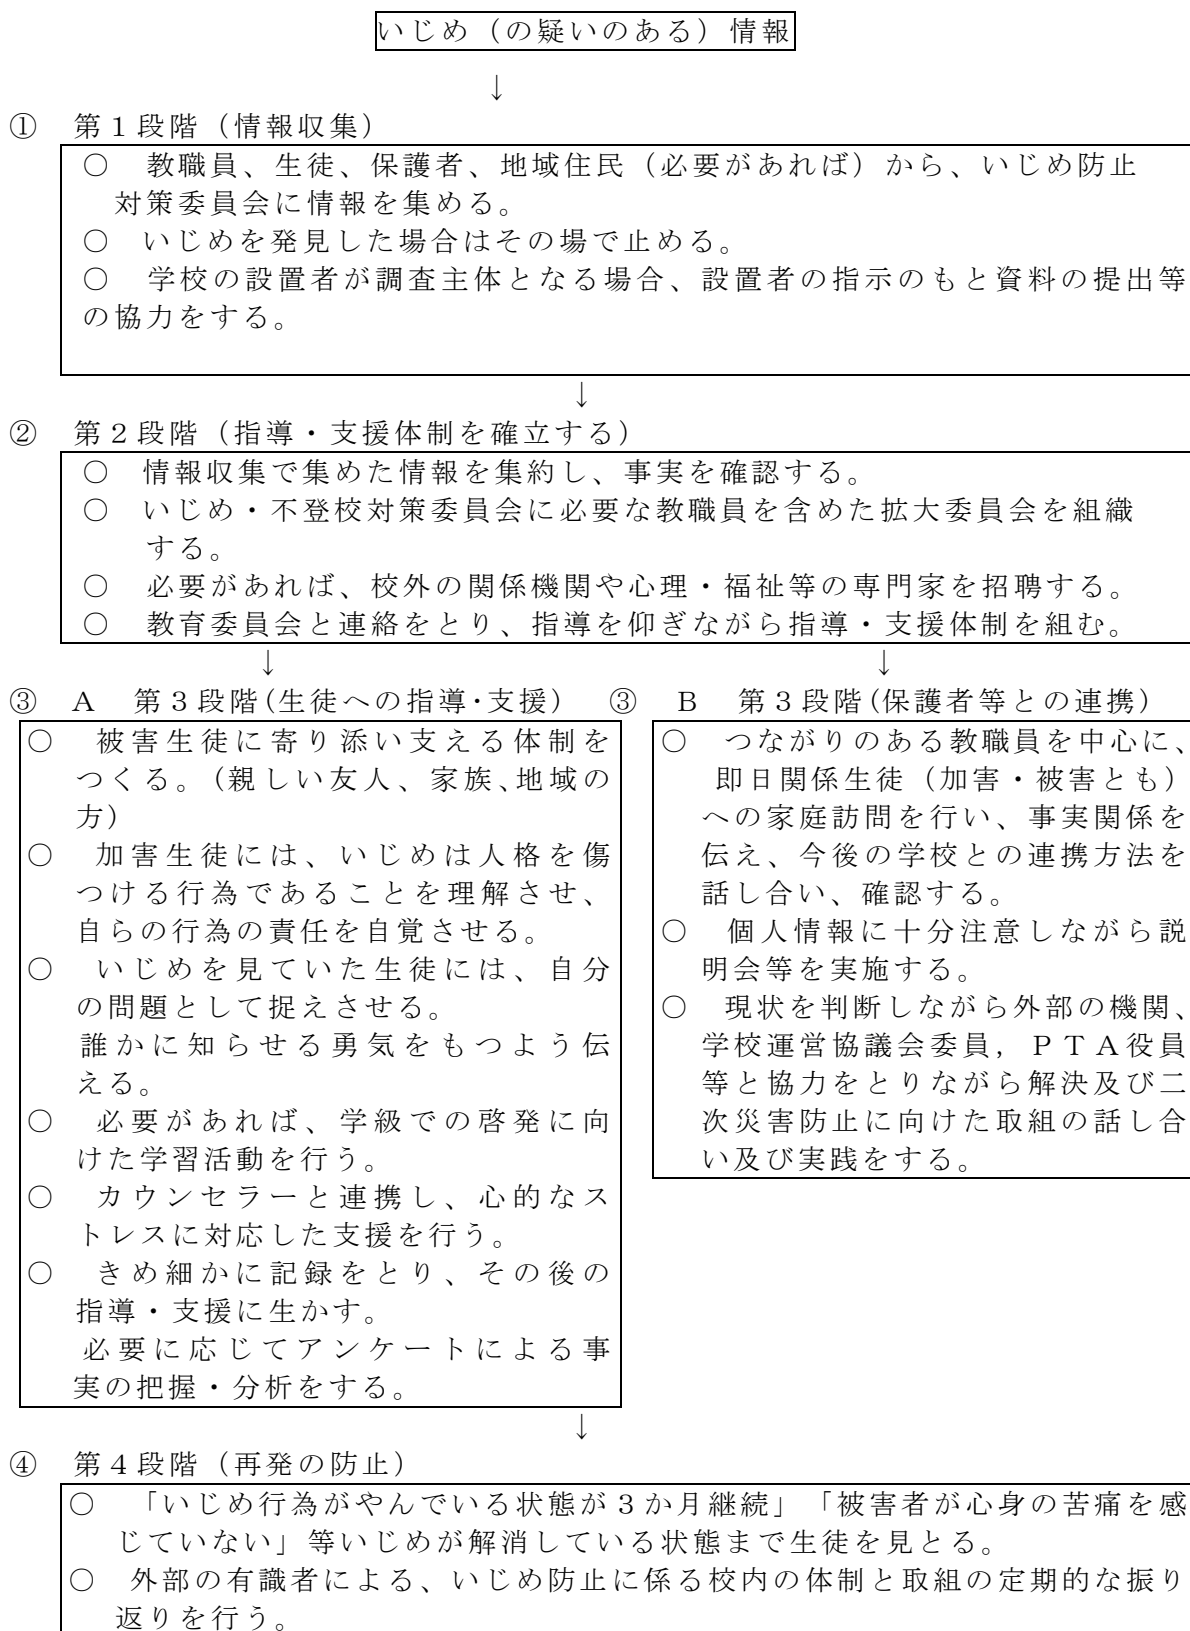 いじめ（の疑いのある）情報
↓
① 第１段階（情報収集）
○ 教職員、生徒、保護者、地域住民（必要があれば）から、いじめ防止
対策委員会に情報を集める。
○ いじめを発見した場合はその場で止める。
○ 学校の設置者が調査主体となる場合、設置者の指示のもと資料の提出等
の協力をする。
↓
② 第２段階（指導・支援体制を確立する）
○ 情報収集で集めた情報を集約し、事実を確認する。
○ いじめ・不登校対策委員会に必要な教職員を含めた拡大委員会を組織
する。
○ 必要があれば、校外の関係機関や心理・福祉等の専門家を招聘する。
○ 教育委員会と連絡をとり、指導を仰ぎながら指導・支援体制を組む。
↓ ↓
③ A 第３段階(生徒への指導・支援)
○ 被害生徒に寄り添い支える体制を
つくる。（親しい友人、家族、地域の
方）
○ 加害生徒には、いじめは人格を傷
つける行為であることを理解させ、
自らの行為の責任を自覚させる。
○ いじめを見ていた生徒には、自分
の問題として捉えさせる。
誰かに知らせる勇気をもつよう伝
える。
○ 必要があれば、学級での啓発に向
けた学習活動を行う。
○ カウンセラーと連携し、心的なス
トレスに対応した支援を行う。
○ きめ細かに記録をとり、その後の
指導・支援に生かす。
必要に応じてアンケートによる事
実の把握・分析をする。
③ B 第３段階(保護者等との連携)
○ つながりのある教職員を中心に、
即日関係生徒（加害・被害とも）
への家庭訪問を行い、事実関係を
伝え、今後の学校との連携方法を
話し合い、確認する。
○ 個人情報に十分注意しながら説
明会等を実施する。
○ 現状を判断しながら外部の機関、
学校運営協議会委員，ＰＴＡ役員
等と協力をとりながら解決及び二
次災害防止に向けた取組の話し合
い及び実践をする。
↓
④ 第４段階（再発の防止）
○ 「いじめ行為がやんでいる状態が３か月継続」「被害者が心身の苦痛を感
じていない」等いじめが解消している状態まで生徒を見とる。
○ 外部の有識者による、いじめ防止に係る校内の体制と取組の定期的な振り
返りを行う。